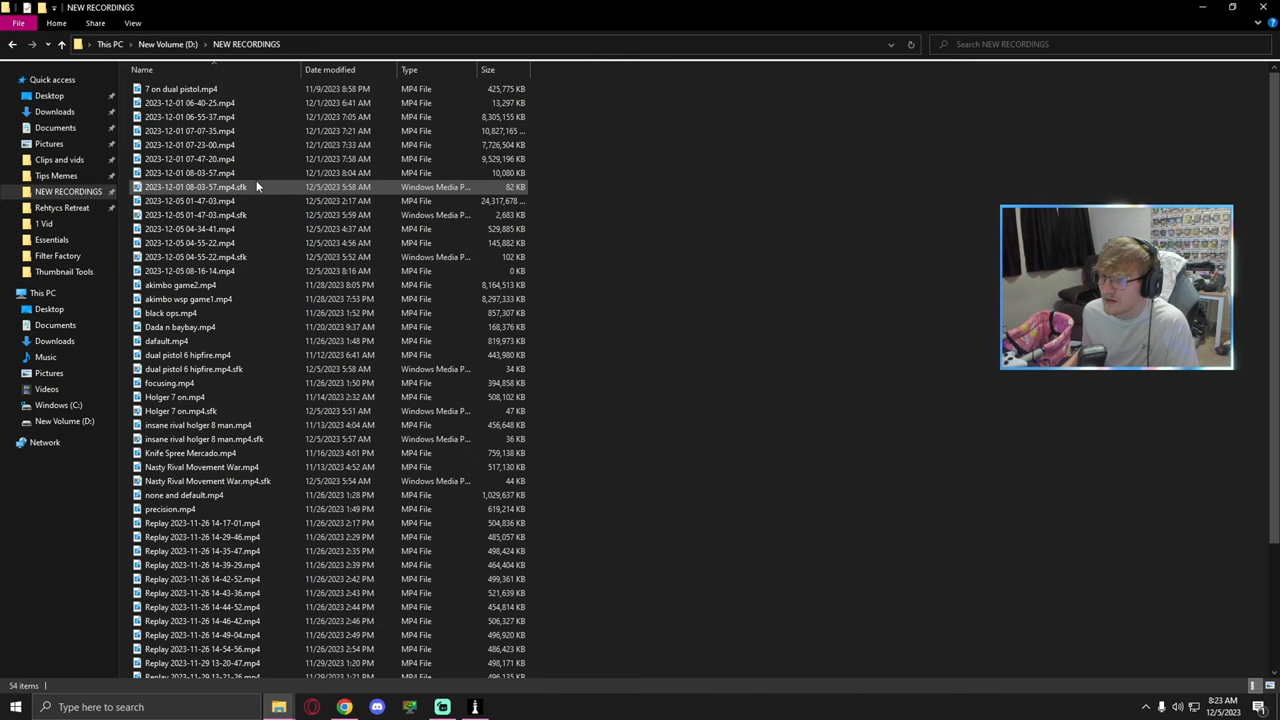 NEW RECORDINGS
File Home Share View
This PC New Volume (D:) NEW RECORDINGS Search NEW RECORDINGS
Name Date modified Type Size
Quick access
Desktop
Downloads
Documents
Pictures
Clips and vids
Tips Memes
NEW RECORDINGS
Rehtycs Retreat
1 Vid
Essentials
Filter Factory
Thumbnail Tools
This PC
Desktop
Documents
Downloads
Music
Pictures
Videos
Windows (C:)
New Volume (D:)
Network
7 on dual pistol.mp4 11/9/2023 8:58 PM MP4 File 425,775 KB
2023-12-01 06-40-25.mp4 12/1/2023 6:41 AM MP4 File 13,297 KB
2023-12-01 06-55-37.mp4 12/1/2023 7:05 AM MP4 File 8,305,155 KB
2023-12-01 07-07-35.mp4 12/1/2023 7:21 AM MP4 File 10,827,165 ...
2023-12-01 07-23-00.mp4 12/1/2023 7:33 AM MP4 File 7,726,504 KB
2023-12-01 07-47-20.mp4 12/1/2023 7:58 AM MP4 File 9,529,196 KB
2023-12-01 08-03-57.mp4 12/1/2023 8:04 AM MP4 File 10,080 KB
2023-12-01 08-03-57.mp4.sfk 12/5/2023 5:58 AM Windows Media P... 82 KB
2023-12-05 01-47-03.mp4 12/5/2023 2:17 AM MP4 File 24,317,678 ...
2023-12-05 01-47-03.mp4.sfk 12/5/2023 5:59 AM Windows Media P... 2,683 KB
2023-12-05 04-34-41.mp4 12/5/2023 4:37 AM MP4 File 529,885 KB
2023-12-05 04-55-22.mp4 12/5/2023 4:56 AM MP4 File 145,882 KB
2023-12-05 04-55-22.mp4.sfk 12/5/2023 5:52 AM Windows Media P... 102 KB
2023-12-05 08-16-14.mp4 12/5/2023 8:16 AM MP4 File 0 KB
akimbo game2.mp4 11/28/2023 8:05 PM MP4 File 8,164,513 KB
akimbo wsp game1.mp4 11/28/2023 7:53 PM MP4 File 8,297,333 KB
black ops.mp4 11/26/2023 1:52 PM MP4 File 857,307 KB
Dada n baybay.mp4 11/20/2023 9:37 AM MP4 File 168,376 KB
dafault.mp4 11/26/2023 1:48 PM MP4 File 819,973 KB
dual pistol 6 hipfire.mp4 11/12/2023 6:41 AM MP4 File 443,980 KB
dual pistol 6 hipfire.mp4.sfk 12/5/2023 5:58 AM Windows Media P... 34 KB
focusing.mp4 11/26/2023 1:50 PM MP4 File 394,858 KB
Holger 7 on.mp4 11/14/2023 2:32 AM MP4 File 508,102 KB
Holger 7 on.mp4.sfk 12/5/2023 5:51 AM Windows Media P... 47 KB
insane rival holger 8 man.mp4 11/13/2023 4:04 AM MP4 File 456,648 KB
insane rival holger 8 man.mp4.sfk 12/5/2023 5:57 AM Windows Media P... 36 KB
Knife Spree Mercado.mp4 11/16/2023 4:01 PM MP4 File 759,138 KB
Nasty Rival Movement War.mp4 11/13/2023 4:52 AM MP4 File 517,130 KB
Nasty Rival Movement War.mp4.sfk 12/5/2023 5:54 AM Windows Media P... 44 KB
none and default.mp4 11/26/2023 1:28 PM MP4 File 1,029,637 KB
precision.mp4 11/26/2023 1:49 PM MP4 File 619,214 KB
Replay 2023-11-26 14-17-01.mp4 11/26/2023 2:17 PM MP4 File 504,836 KB
Replay 2023-11-26 14-29-46.mp4 11/26/2023 2:29 PM MP4 File 485,057 KB
Replay 2023-11-26 14-35-47.mp4 11/26/2023 2:35 PM MP4 File 498,424 KB
Replay 2023-11-26 14-39-29.mp4 11/26/2023 2:39 PM MP4 File 464,404 KB
Replay 2023-11-26 14-42-52.mp4 11/26/2023 2:42 PM MP4 File 499,361 KB
Replay 2023-11-26 14-43-36.mp4 11/26/2023 2:43 PM MP4 File 521,639 KB
Replay 2023-11-26 14-44-52.mp4 11/26/2023 2:44 PM MP4 File 454,814 KB
Replay 2023-11-26 14-46-42.mp4 11/26/2023 2:46 PM MP4 File 506,327 KB
Replay 2023-11-26 14-49-04.mp4 11/26/2023 2:49 PM MP4 File 496,920 KB
Replay 2023-11-26 14-54-56.mp4 11/26/2023 2:54 PM MP4 File 486,423 KB
Replay 2023-11-29 13-20-47.mp4 11/29/2023 1:20 PM MP4 File 498,171 KB
Replay 2023-11-29 13-21-26.mp4 11/29/2023 1:21 PM MP4 File 496,135 KB
54 items
Type here to search
8:23 AM
12/5/2023